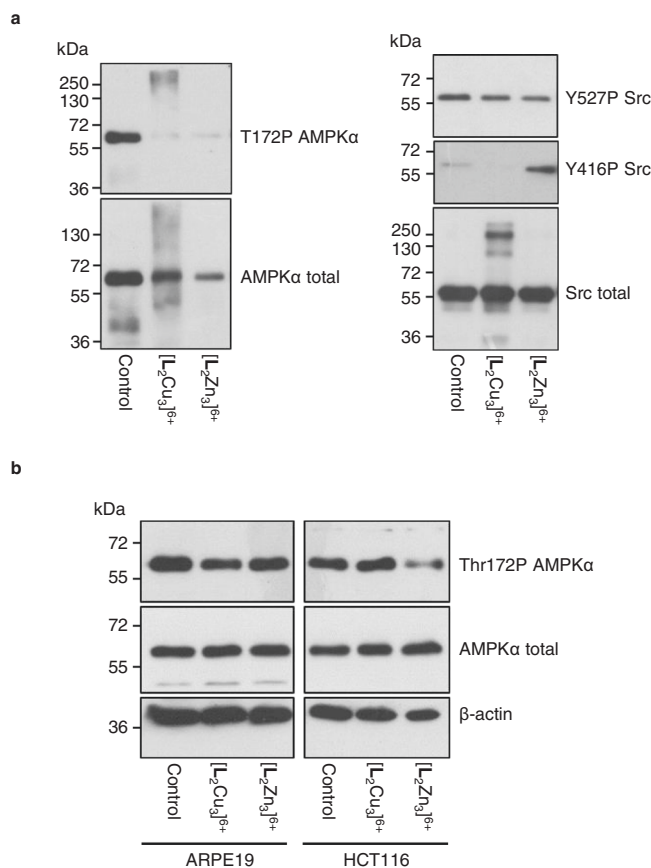 a
kDa
250
130
72
55
36
T172P AMPKα
130
72
55
36
AMPKα total
Control
[L₂Cu₃]⁶⁺
[L₂Zn₃]⁶⁺
72
55
Y527P Src
72
55
Y416P Src
250
130
72
55
36
Src total
Control
[L₂Cu₃]⁶⁺
[L₂Zn₃]⁶⁺
b
kDa
72
55
Thr172P AMPKα
72
55
AMPKα total
36
β-actin
Control
[L₂Cu₃]⁶⁺
[L₂Zn₃]⁶⁺
Control
[L₂Cu₃]⁶⁺
[L₂Zn₃]⁶⁺
ARPE19
HCT116
kDa